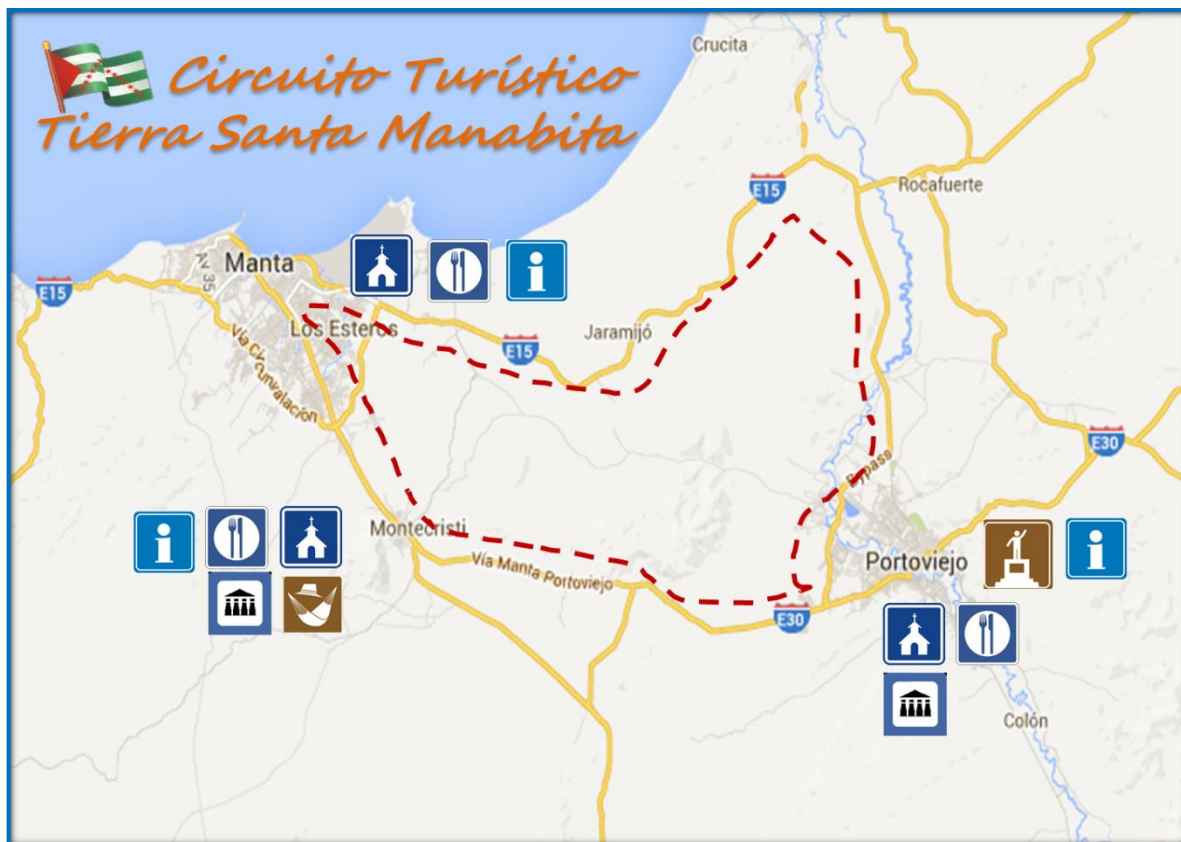 Circuito Turístico
Tierra Santa Manabita
Crucita
E15
Rocafuerte
Manta
AV 35
E15
Los Esteros
E15
Jaramijó
Vía Circunvalación
E30
Bypass
Montecristi
Vía Manta Portoviejo
Portoviejo
E30
Colón